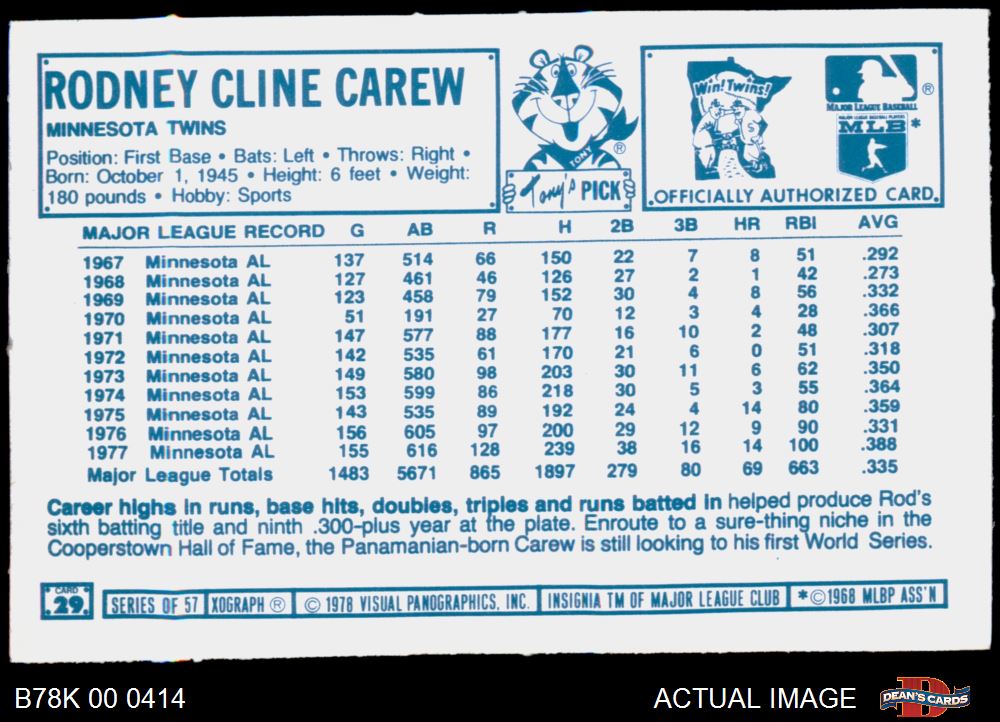 RODNEY CLINE CAREW
MINNESOTA TWINS
Position: First Base • Bats: Left • Throws: Right •
Born: October 1, 1945 • Height: 6 feet • Weight:
180 pounds • Hobby: Sports
TONY
®
Tony's PICK
Win! Twins!
MAJOR LEAGUE BASEBALL ®
MAJOR LEAGUE BASEBALL PLAYERS
MLB *
OFFICIALLY AUTHORIZED CARD.
MAJOR LEAGUE RECORD G AB R H 2B 3B HR RBI AVG
1967 Minnesota AL 137 514 66 150 22 7 8 51 .292
1968 Minnesota AL 127 461 46 126 27 2 1 42 .273
1969 Minnesota AL 123 458 79 152 30 4 8 56 .332
1970 Minnesota AL 51 191 27 70 12 3 4 28 .366
1971 Minnesota AL 147 577 88 177 16 10 2 48 .307
1972 Minnesota AL 142 535 61 170 21 6 0 51 .318
1973 Minnesota AL 149 580 98 203 30 11 6 62 .350
1974 Minnesota AL 153 599 86 218 30 5 3 55 .364
1975 Minnesota AL 143 535 89 192 24 4 14 80 .359
1976 Minnesota AL 156 605 97 200 29 12 9 90 .331
1977 Minnesota AL 155 616 128 239 38 16 14 100 .388
Major League Totals 1483 5671 865 1897 279 80 69 663 .335
Career highs in runs, base hits, doubles, triples and runs batted in helped produce Rod's
sixth batting title and ninth .300-plus year at the plate. Enroute to a sure-thing niche in the
Cooperstown Hall of Fame, the Panamanian-born Carew is still looking to his first World Series.
CARD
29
SERIES OF 57 XOGRAPH ® © 1978 VISUAL PANOGRAPHICS, INC. INSIGNIA TM OF MAJOR LEAGUE CLUB *©1968 MLBP ASS'N
B78K 00 0414
ACTUAL IMAGE
DEAN'S CARDS